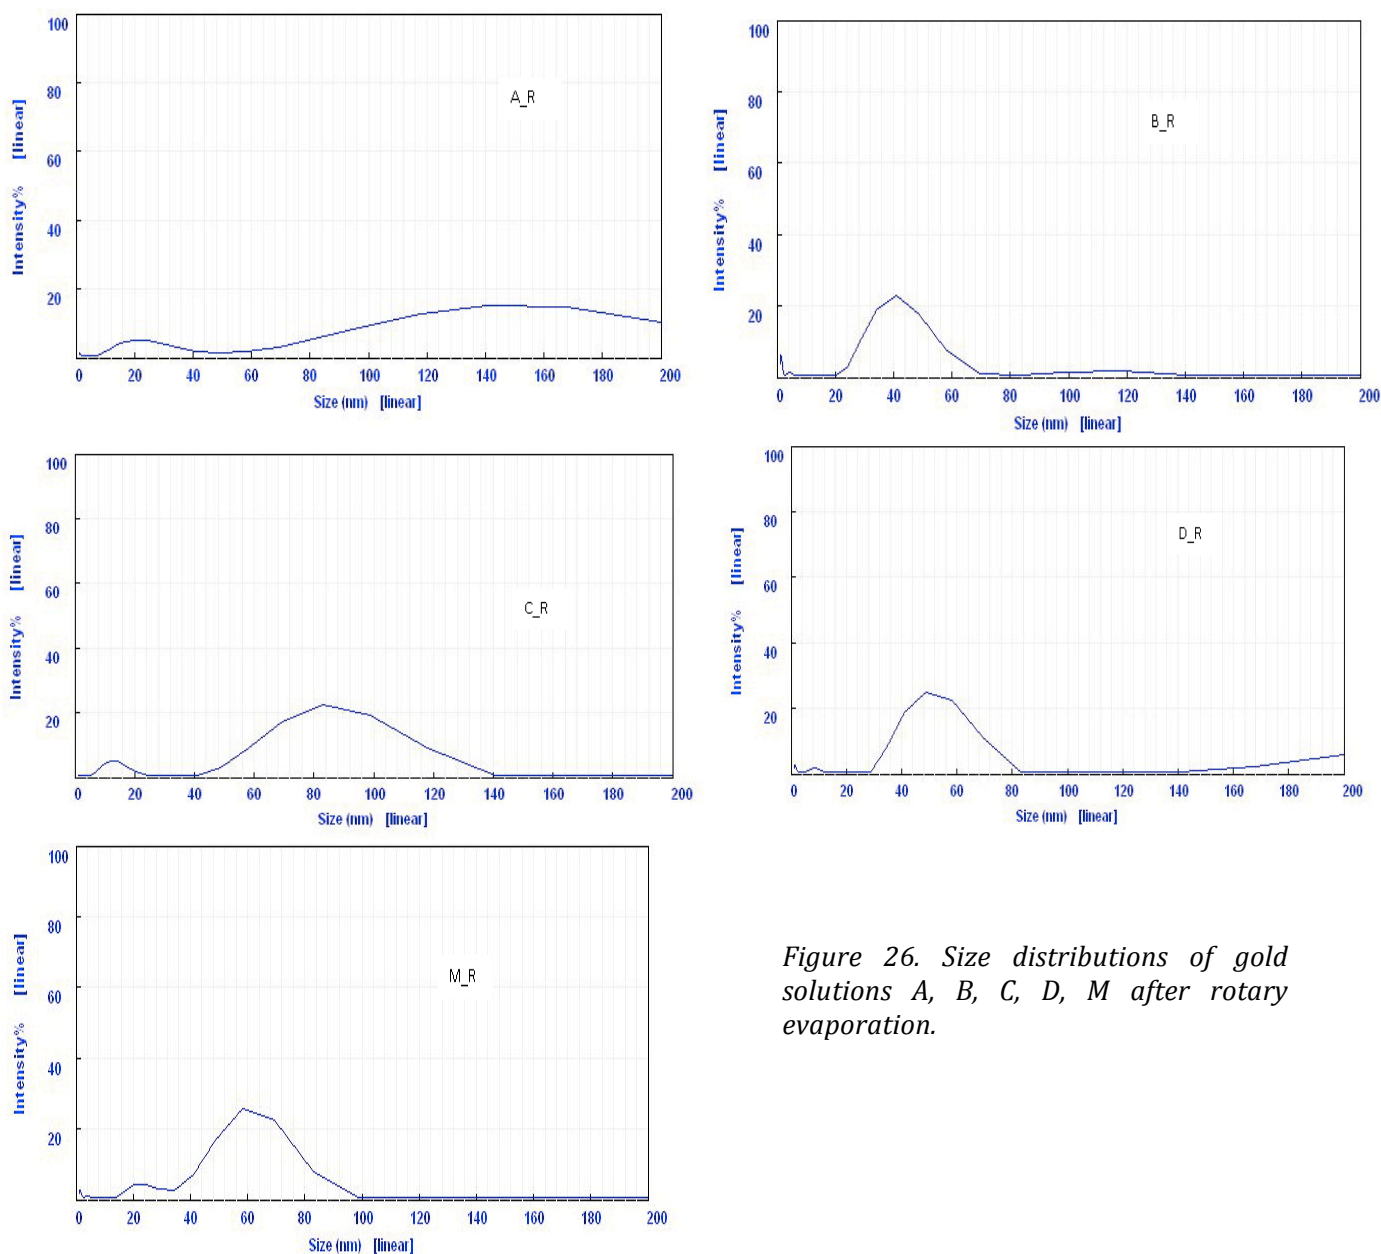 100
80
60
40
20
Intensity% [linear]
A_R
0 20 40 60 80 100 120 140 160 180 200
Size (nm) [linear]
100
80
60
40
20
Intensity% [linear]
B_R
0 20 40 60 80 100 120 140 160 180 200
Size (nm) [linear]
100
80
60
40
20
Intensity% [linear]
C_R
0 20 40 60 80 100 120 140 160 180 200
Size (nm) [linear]
100
80
60
40
20
Intensity% [linear]
D_R
0 20 40 60 80 100 120 140 160 180 200
Size (nm) [linear]
100
80
60
40
20
Intensity% [linear]
M_R
0 20 40 60 80 100 120 140 160 180 200
Size (nm) [linear]
Figure 26. Size distributions of gold
solutions A, B, C, D, M after rotary
evaporation.